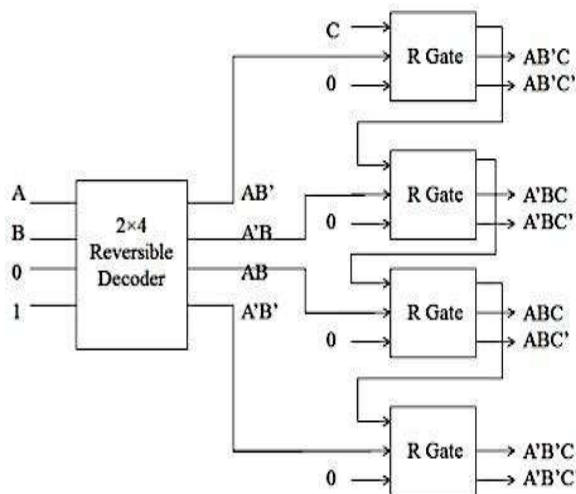 C
R Gate
AB'C
0
AB'C'
A
AB'
R Gate
A'BC
B
2×4
Reversible
Decoder
A'B
0
A'BC'
0
AB
R Gate
ABC
1
A'B'
0
ABC'
R Gate
A'B'C
0
A'B'C'